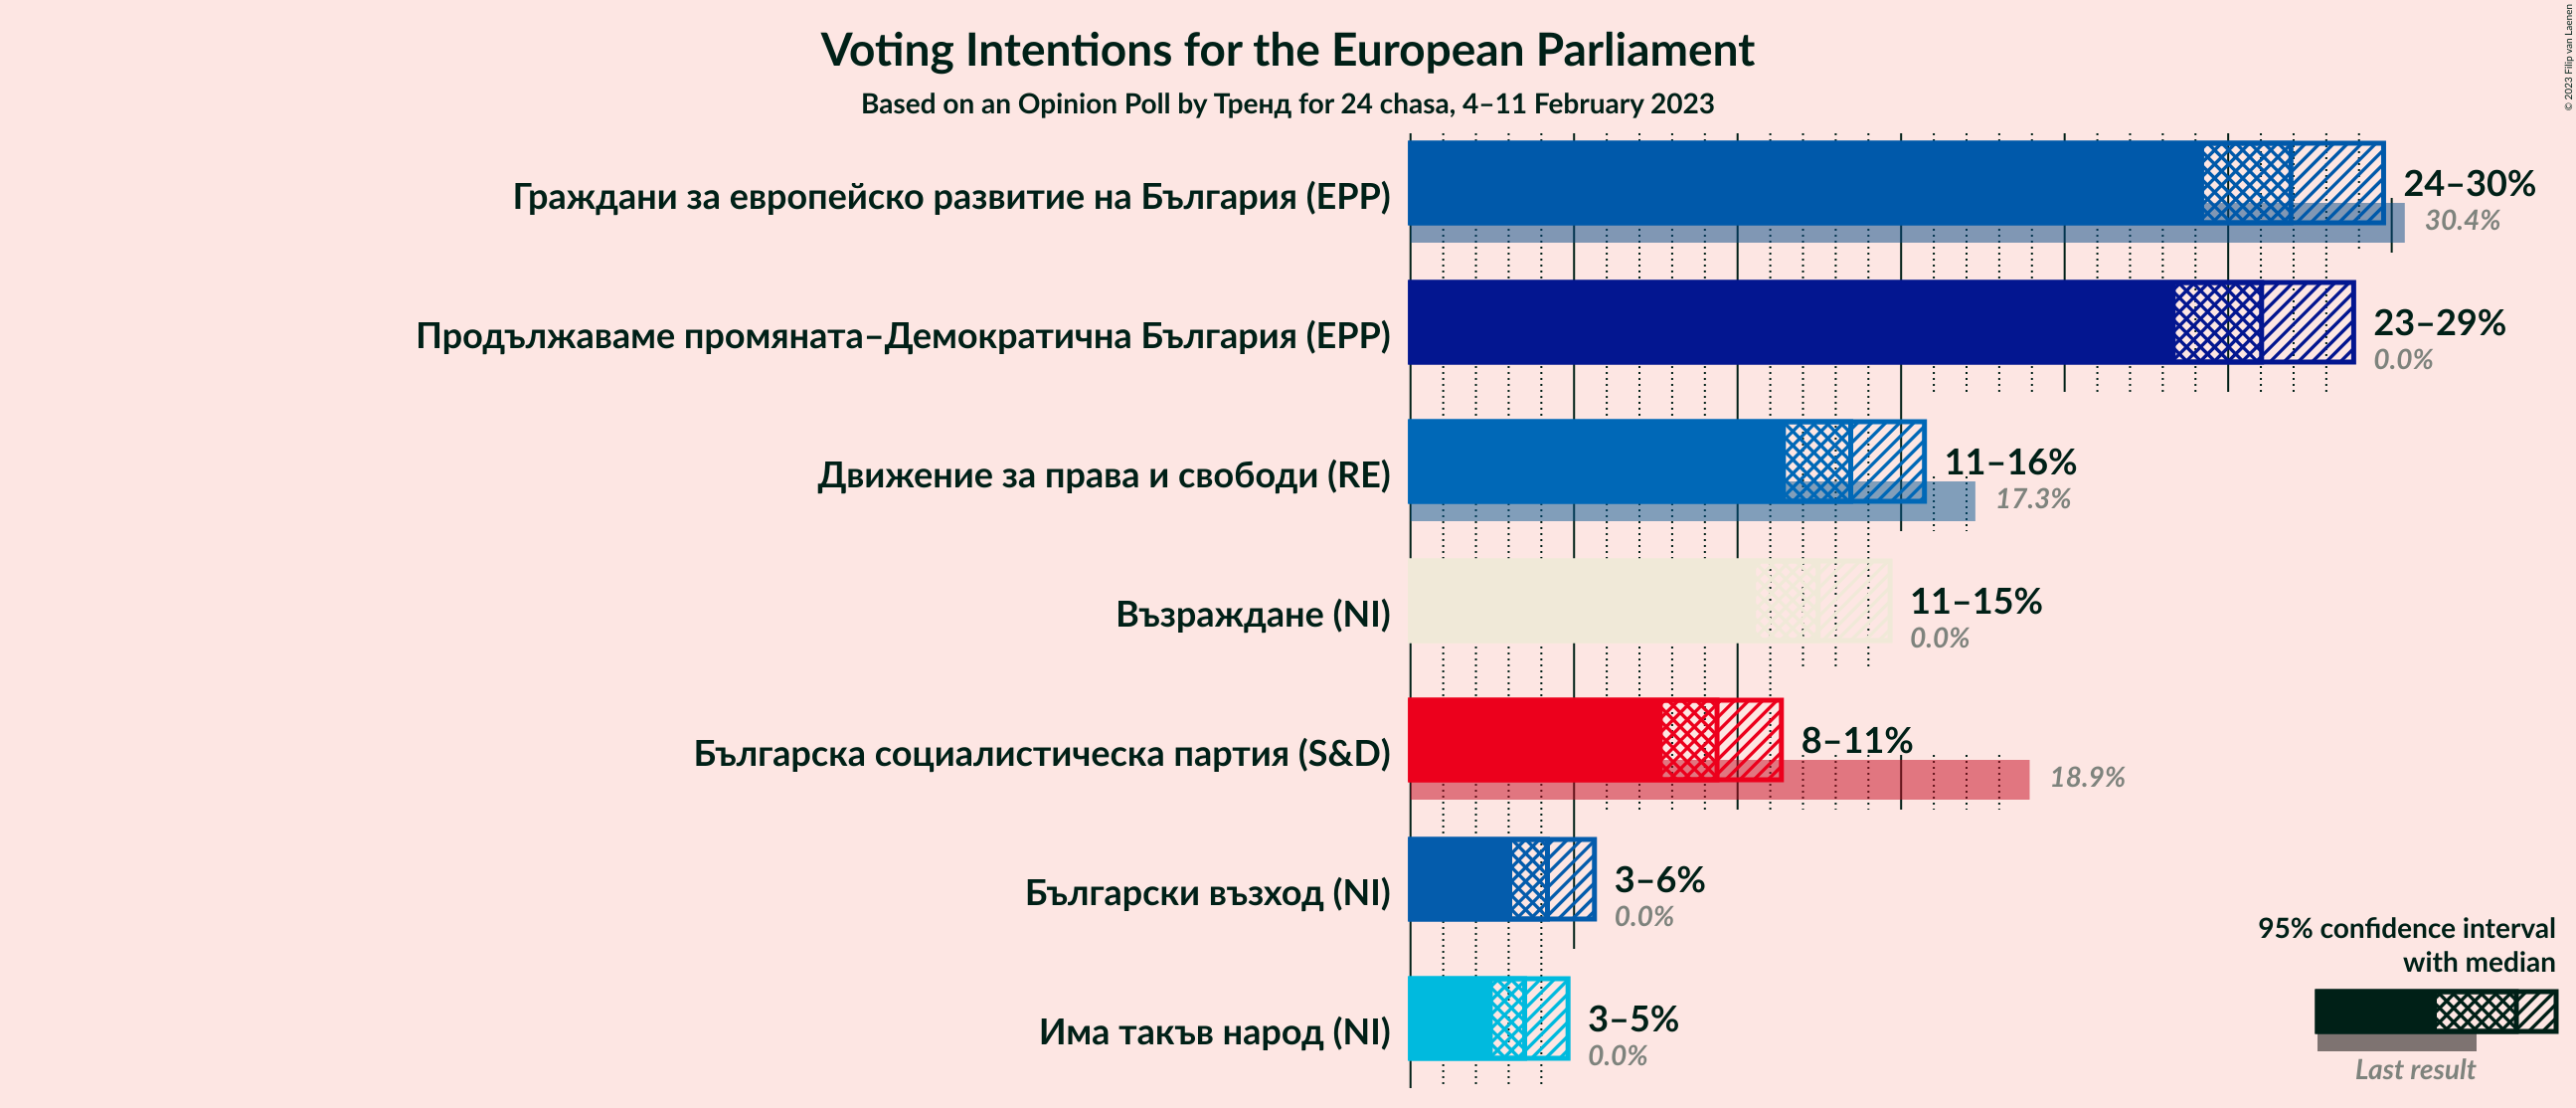 Voting Intentions for the European Parliament
Based on an Opinion Poll by Тренд for 24 chasa, 4–11 February 2023
© 2023 Filip van Laenen
Граждани за европейско развитие на България (EPP)
24–30%
30.4%
Продължаваме промяната–Демократична България (EPP)
23–29%
0.0%
Движение за права и свободи (RE)
11–16%
17.3%
Възраждане (NI)
11–15%
0.0%
Българска социалистическа партия (S&D)
8–11%
18.9%
Български възход (NI)
3–6%
0.0%
Има такъв народ (NI)
3–5%
0.0%
95% confidence interval
with median
Last result